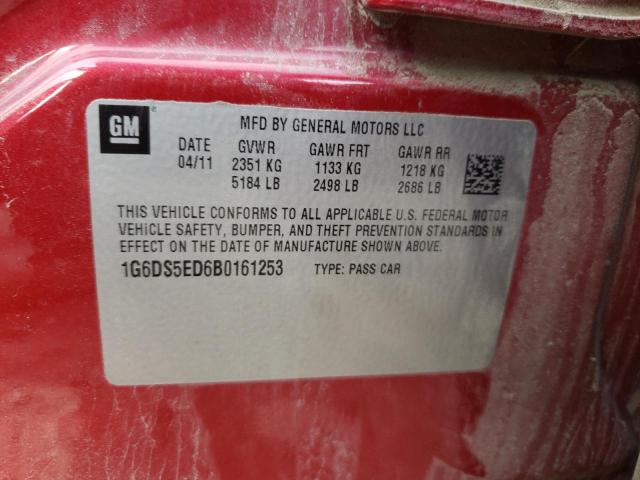 GM
MFD BY GENERAL MOTORS LLC
DATE GVWR GAWR FRT GAWR RR
04/11 2351 KG 1133 KG 1218 KG
5184 LB 2498 LB 2686 LB
THIS VEHICLE CONFORMS TO ALL APPLICABLE U.S. FEDERAL MOTOR
VEHICLE SAFETY, BUMPER, AND THEFT PREVENTION STANDARDS IN
EFFECT ON THE DATE OF MANUFACTURE SHOWN ABOVE.
1G6DS5ED6B0161253 TYPE: PASS CAR